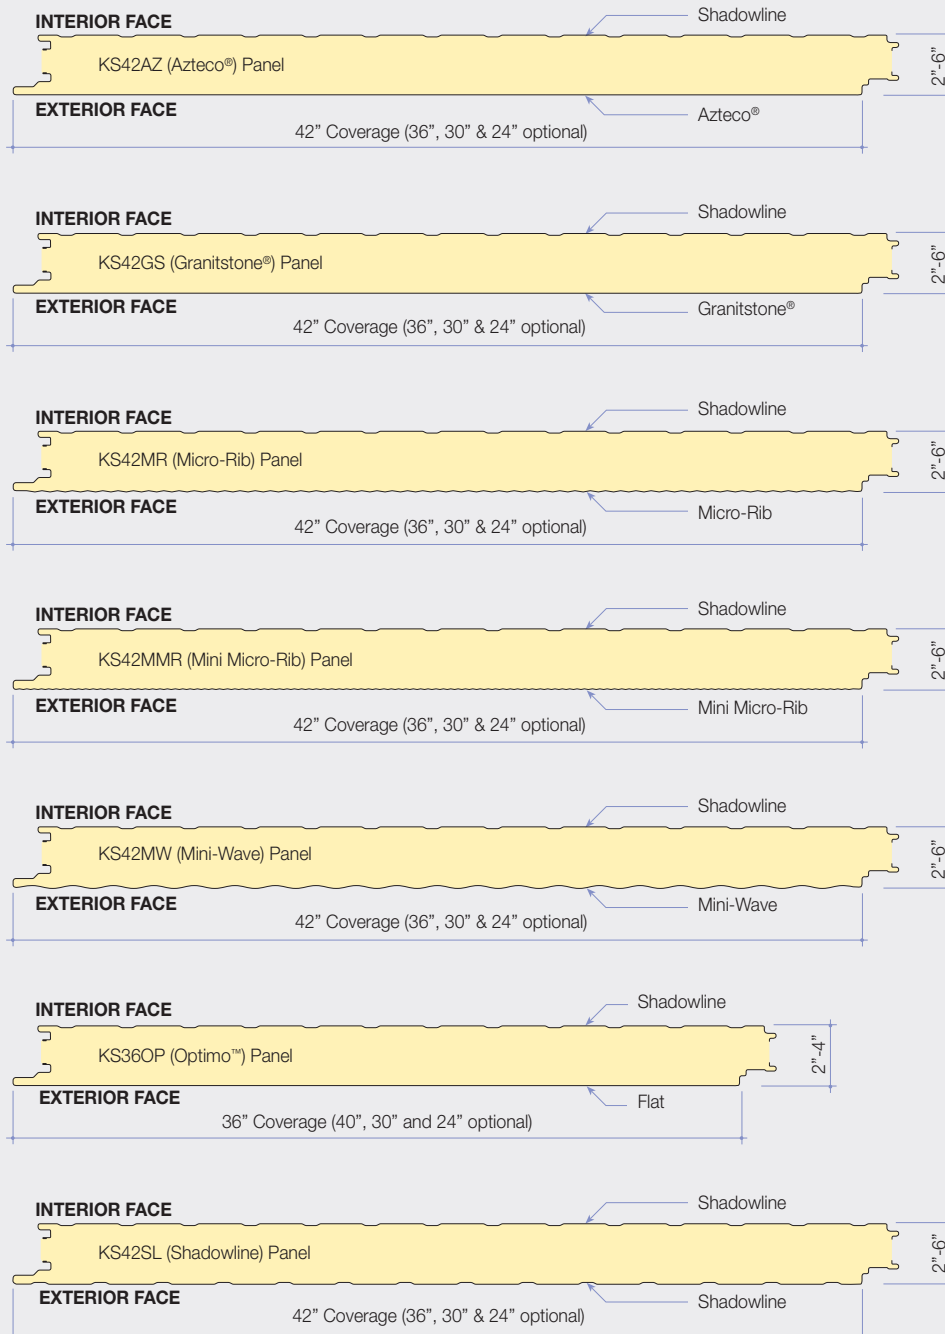 INTERIOR FACE
Shadowline
KS42AZ (Azteco®) Panel
2”-6”
EXTERIOR FACE
Azteco®
42” Coverage (36”, 30” & 24” optional)
INTERIOR FACE
Shadowline
KS42GS (Granitstone®) Panel
2”-6”
EXTERIOR FACE
Granitstone®
42” Coverage (36”, 30” & 24” optional)
INTERIOR FACE
Shadowline
KS42MR (Micro-Rib) Panel
2”-6”
EXTERIOR FACE
Micro-Rib
42” Coverage (36”, 30” & 24” optional)
INTERIOR FACE
Shadowline
KS42MMR (Mini Micro-Rib) Panel
2”-6”
EXTERIOR FACE
Mini Micro-Rib
42” Coverage (36”, 30” & 24” optional)
INTERIOR FACE
Shadowline
KS42MW (Mini-Wave) Panel
2”-6”
EXTERIOR FACE
Mini-Wave
42” Coverage (36”, 30” & 24” optional)
INTERIOR FACE
Shadowline
KS36OP (Optimo™) Panel
2”-4”
EXTERIOR FACE
Flat
36” Coverage (40”, 30” and 24” optional)
INTERIOR FACE
Shadowline
KS42SL (Shadowline) Panel
2”-6”
EXTERIOR FACE
Shadowline
42” Coverage (36”, 30” & 24” optional)